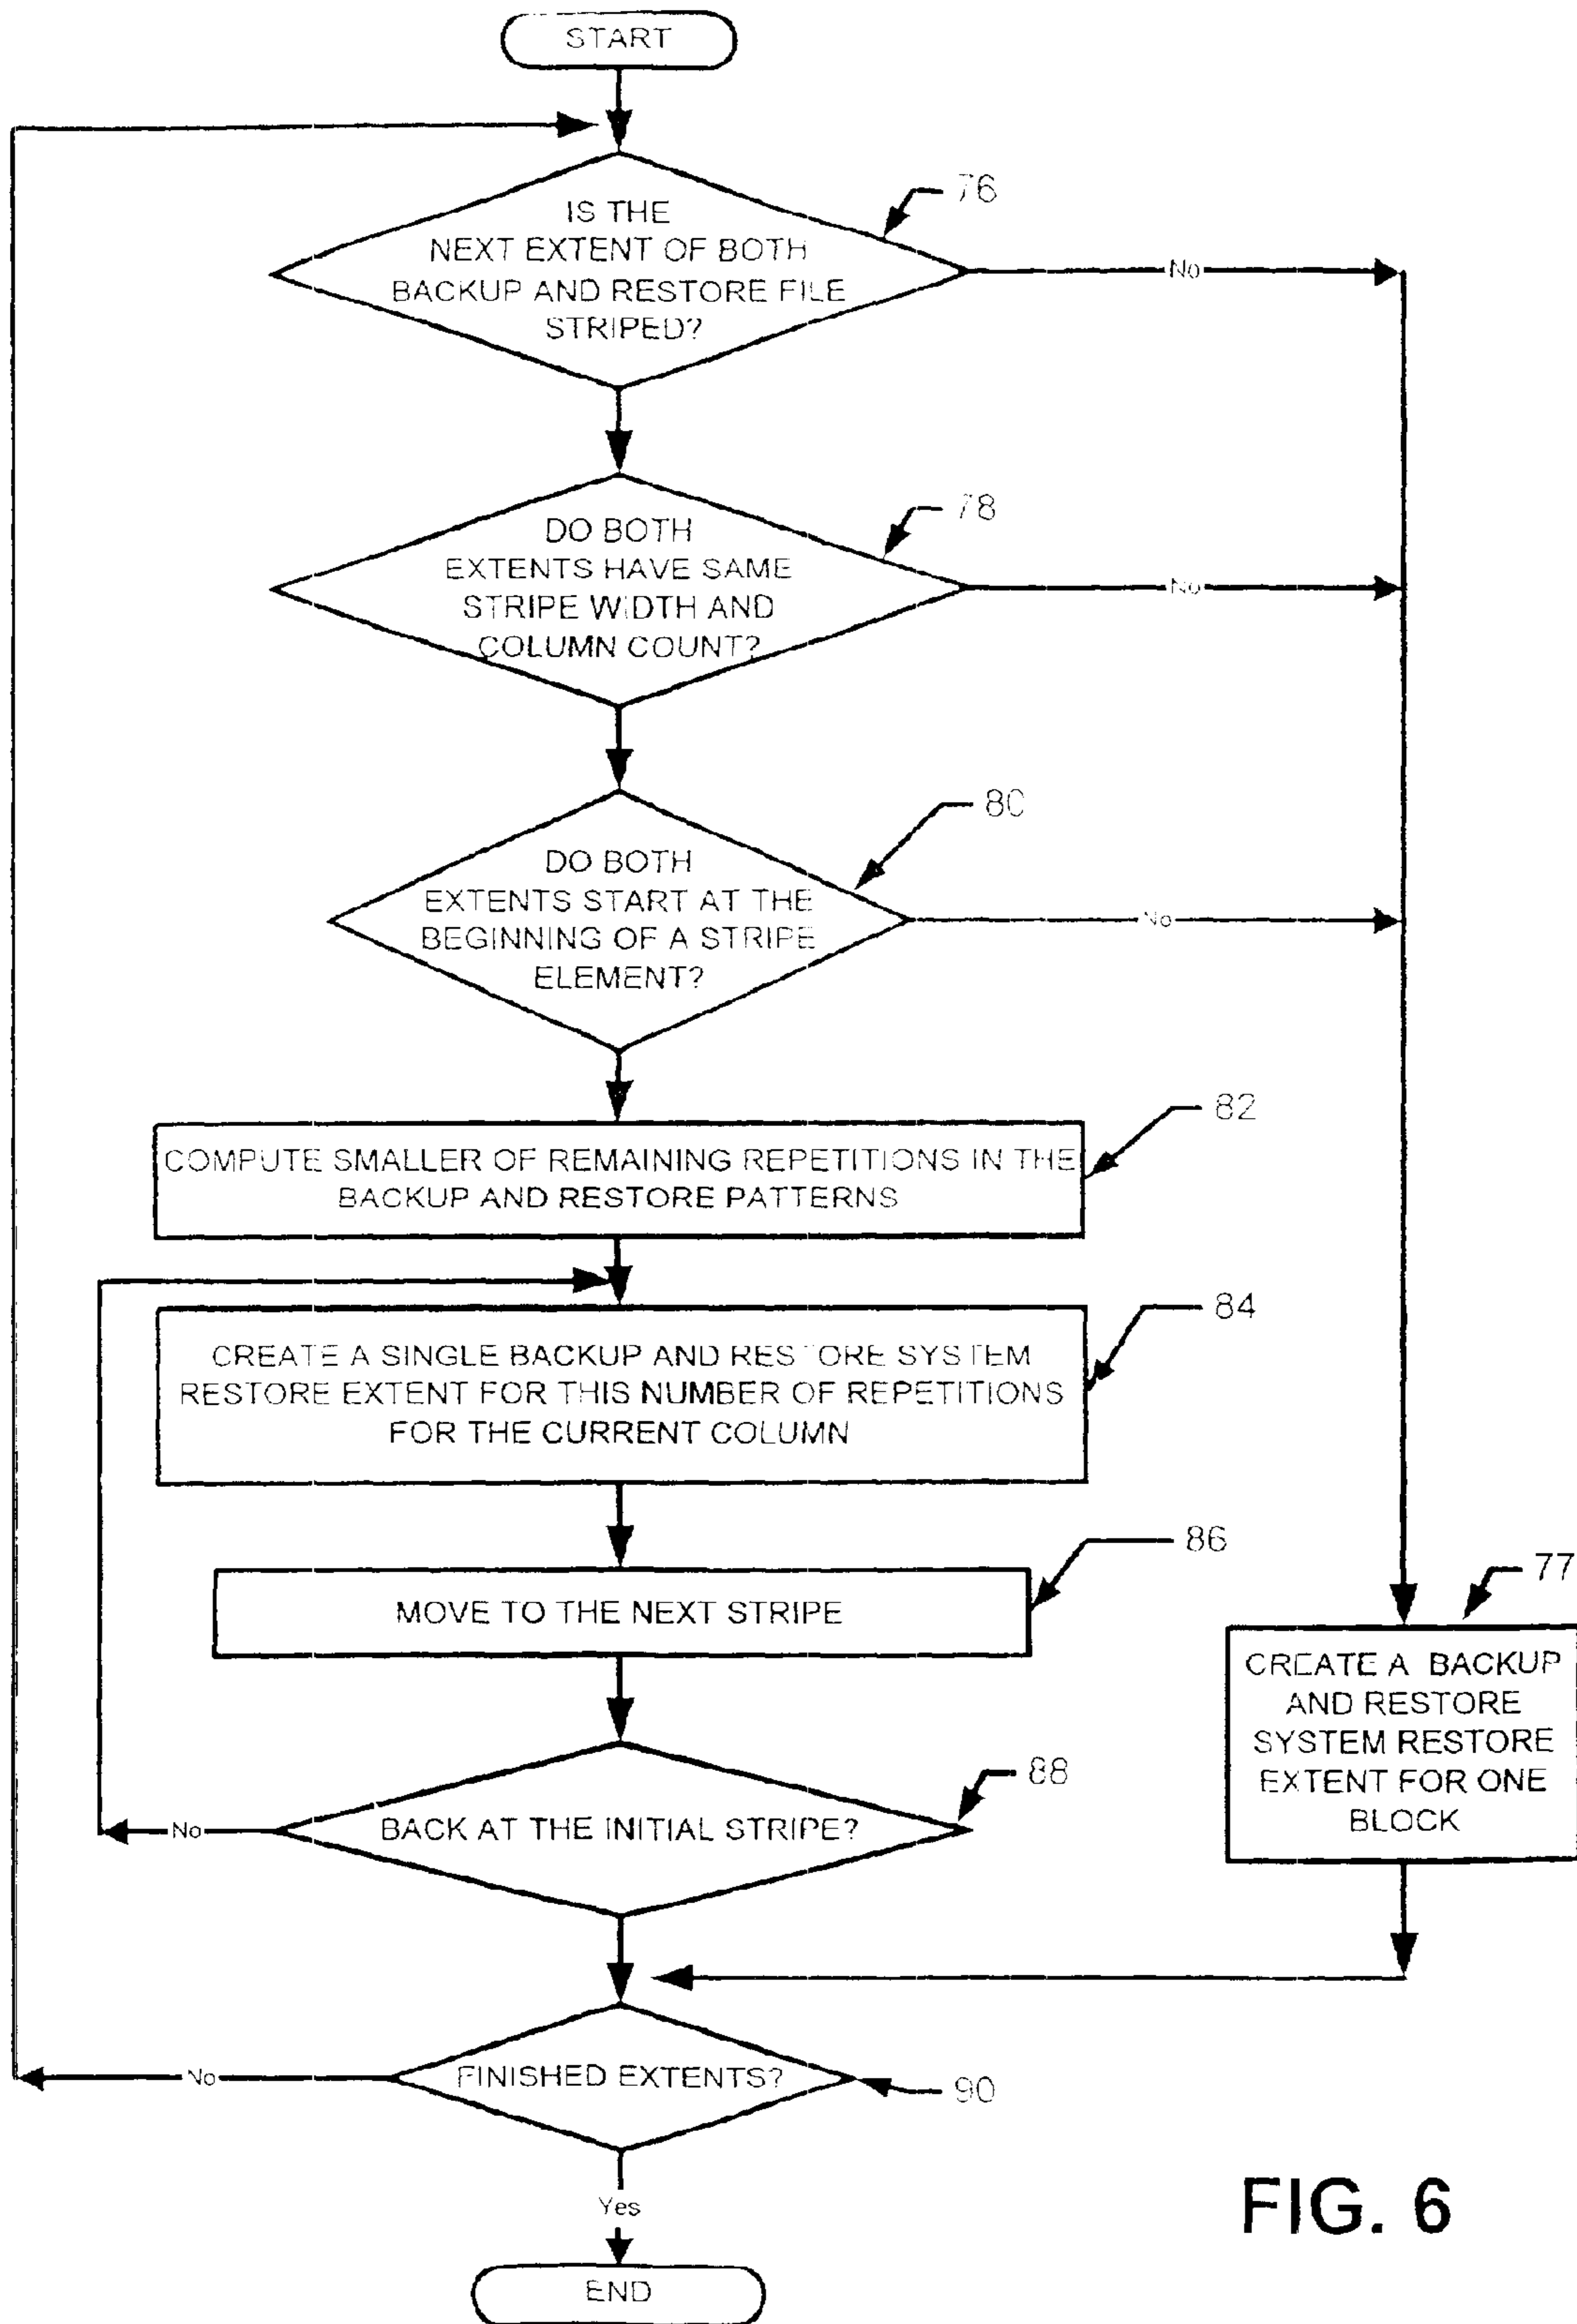 START
IS THE
NEXT EXTENT OF BOTH
BACKUP AND RESTORE FILE
STRIPED?
76
No
DO BOTH
EXTENTS HAVE SAME
STRIPE WIDTH AND
COLUMN COUNT?
78
No
DO BOTH
EXTENTS START AT THE
BEGINNING OF A STRIPE
ELEMENT?
80
No
COMPUTE SMALLER OF REMAINING REPETITIONS IN THE
BACKUP AND RESTORE PATTERNS
82
CREATE A SINGLE BACKUP AND RESTORE SYSTEM
RESTORE EXTENT FOR THIS NUMBER OF REPETITIONS
FOR THE CURRENT COLUMN
84
MOVE TO THE NEXT STRIPE
86
CREATE A BACKUP
AND RESTORE
SYSTEM RESTORE
EXTENT FOR ONE
BLOCK
77
BACK AT THE INITIAL STRIPE?
88
No
FINISHED EXTENTS?
90
No
Yes
END
FIG. 6